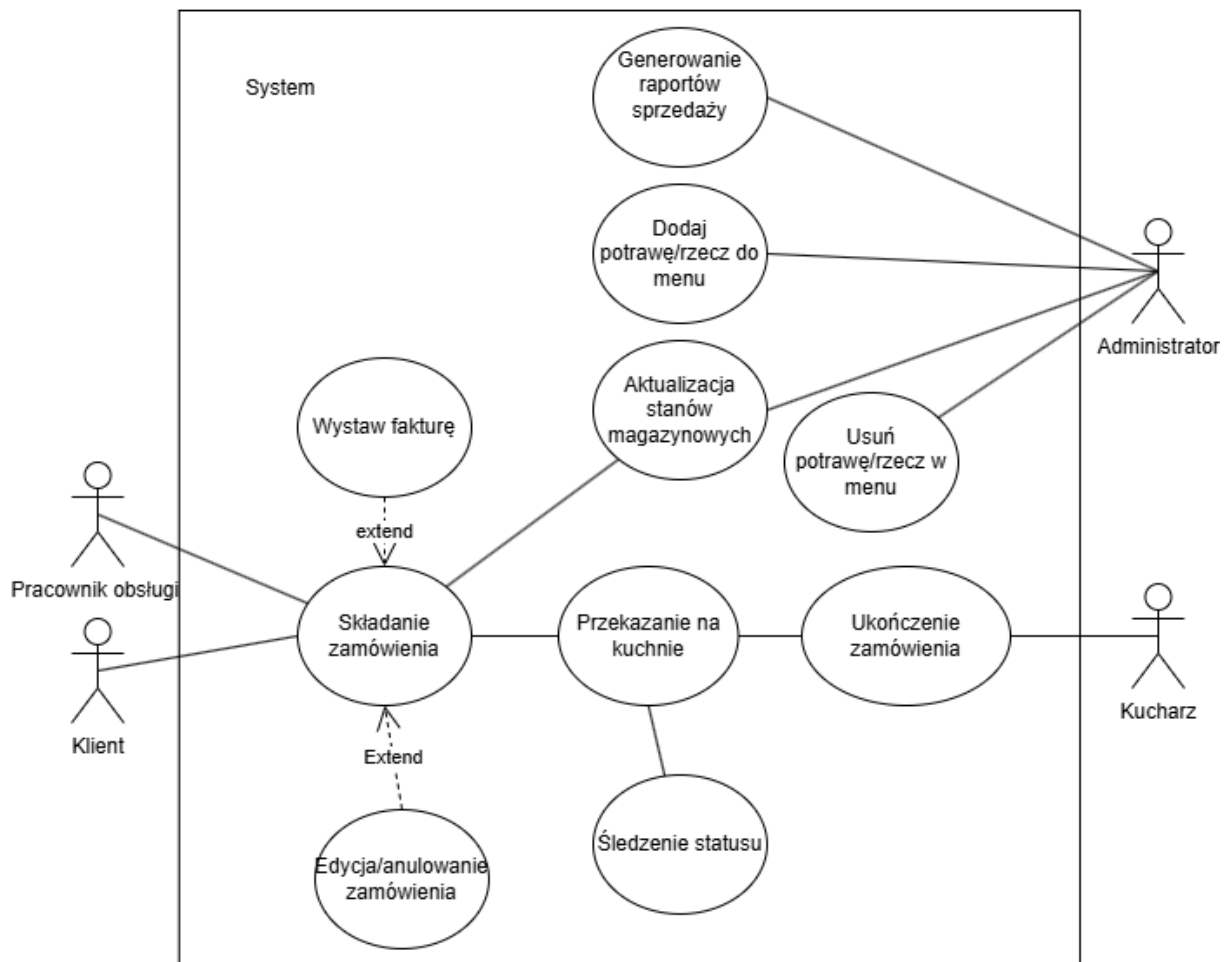 System
Generowanie
raportów
sprzedaży
Dodaj
potrawę/rzecz do
menu
Administrator
Aktualizacja
stanów
magazynowych
Usuń
potrawę/rzecz w
menu
Wystaw fakturę
extend
Pracownik obsługi
Składanie
zamówienia
Przekazanie na
kuchnie
Ukończenie
zamówienia
Kucharz
Klient
Extend
Edycja/anulowanie
zamówienia
Śledzenie statusu